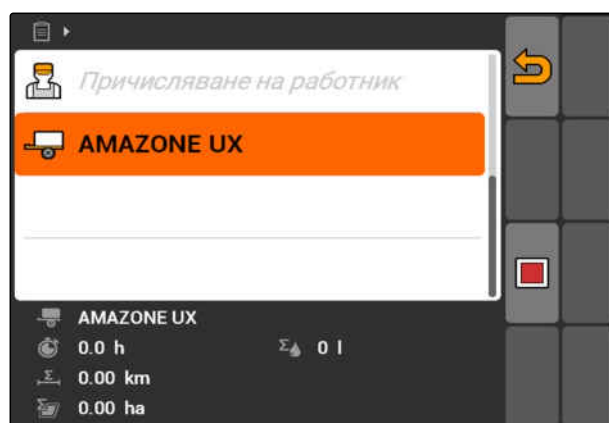 Причисляване на работник
AMAZONE UX
AMAZONE UX
0.0 h
Σ 0 l
Σ 0.00 km
Σ 0.00 ha